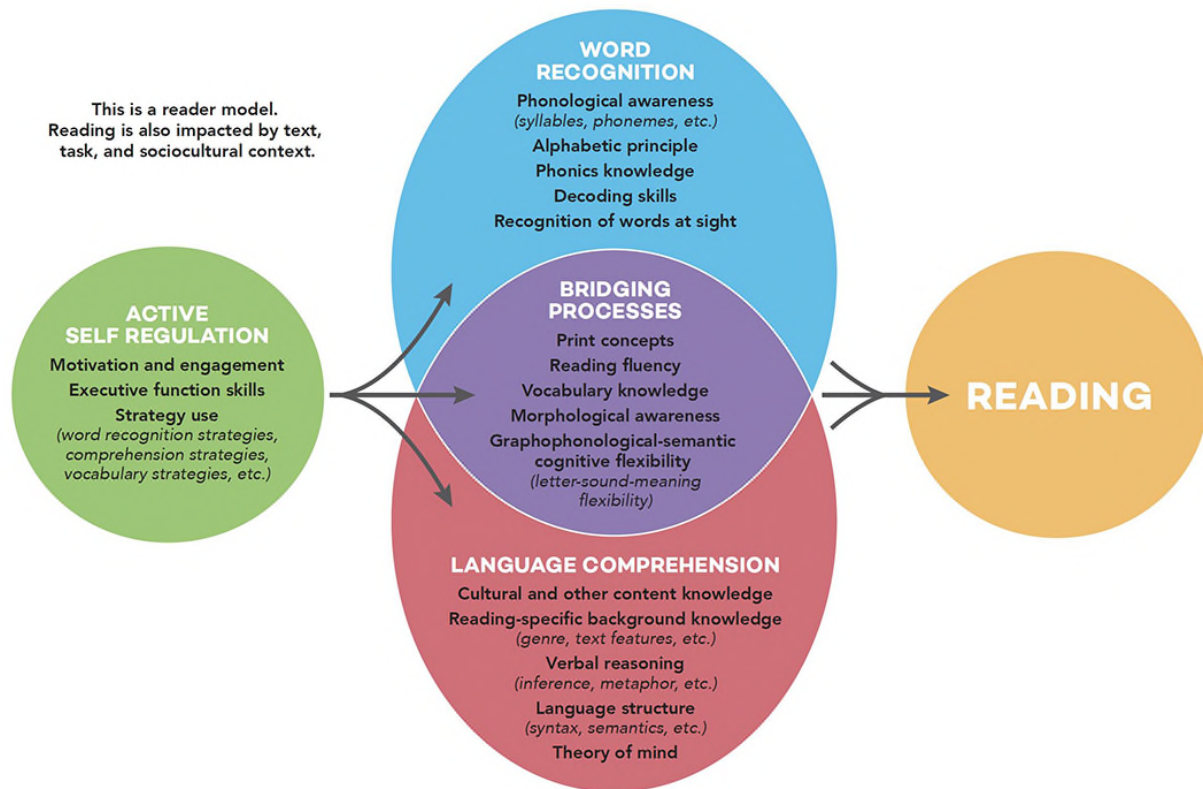 This is a reader model.
Reading is also impacted by text,
task, and sociocultural context.
ACTIVE
SELF REGULATION
Motivation and engagement
Executive function skills
Strategy use
(word recognition strategies,
comprehension strategies,
vocabulary strategies, etc.)
WORD
RECOGNITION
Phonological awareness
(syllables, phonemes, etc.)
Alphabetic principle
Phonics knowledge
Decoding skills
Recognition of words at sight
BRIDGING
PROCESSES
Print concepts
Reading fluency
Vocabulary knowledge
Morphological awareness
Graphophonological-semantic
cognitive flexibility
(letter-sound-meaning
flexibility)
LANGUAGE COMPREHENSION
Cultural and other content knowledge
Reading-specific background knowledge
(genre, text features, etc.)
Verbal reasoning
(inference, metaphor, etc.)
Language structure
(syntax, semantics, etc.)
Theory of mind
READING